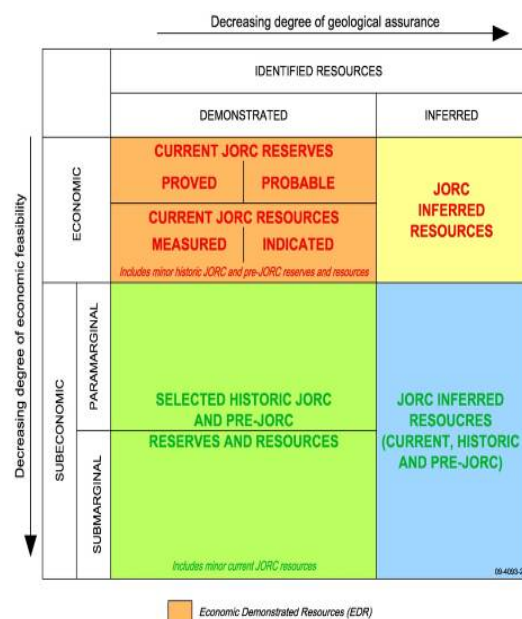 Decreasing degree of geological assurance
IDENTIFIED RESOURCES
DEMONSTRATED
INFERRED
Decreasing degree of economic feasibility
ECONOMIC
CURRENT JORC RESERVES
PROVED
PROBABLE
CURRENT JORC RESOURCES
MEASURED
INDICATED
Includes minor historic JORC and pre-JORC reserves and resources
JORC
INFERRED
RESOURCES
SUBECONOMIC
PARAMARGINAL
SUBMARGINAL
SELECTED HISTORIC JORC
AND PRE-JORC
RESERVES AND RESOURCES
Includes minor current JORC resources
JORC INFERRED
RESOUCRES
(CURRENT, HISTORIC
AND PRE-JORC)
Economic Demonstrated Resources (EDR)